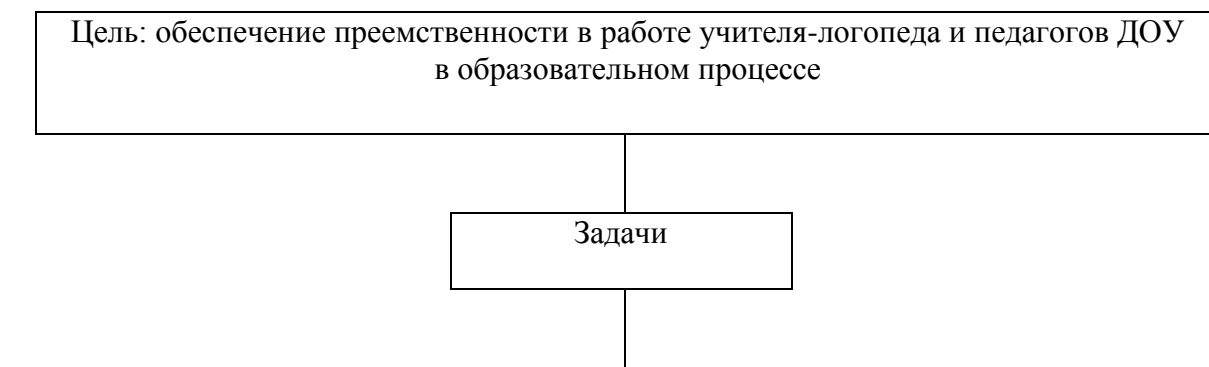 Цель: обеспечение преемственности в работе учителя-логопеда и педагогов ДОУ
в образовательном процессе
Задачи